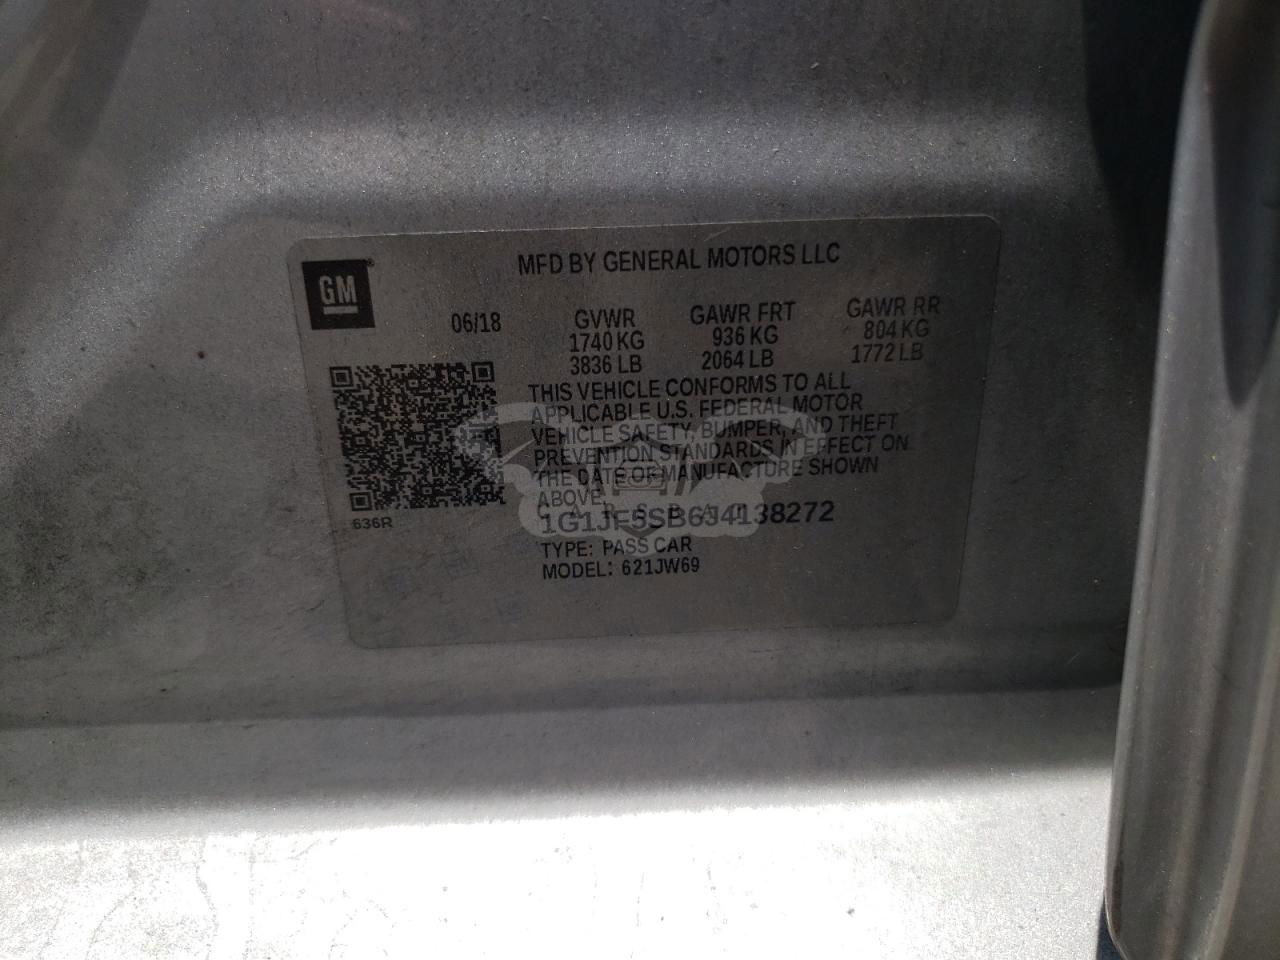 GM
MFD BY GENERAL MOTORS LLC
06/18 GVWR GAWR FRT GAWR RR
1740 KG 936 KG 804 KG
3836 LB 2064 LB 1772 LB
THIS VEHICLE CONFORMS TO ALL
APPLICABLE U.S. FEDERAL MOTOR
VEHICLE SAFETY, BUMPER, AND THEFT
PREVENTION STANDARDS IN EFFECT ON
THE DATE OF MANUFACTURE SHOWN
ABOVE.
636R
1G1JF5SB6J4138272
TYPE: PASS CAR
MODEL: 621JW69